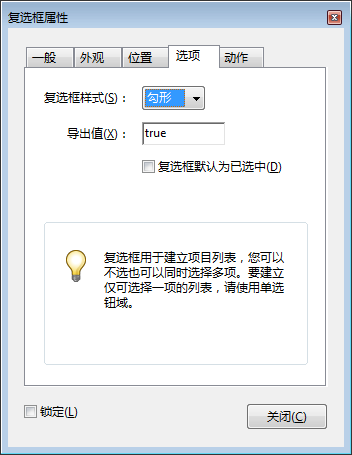 复选框属性
一般 外观 位置 选项 动作
复选框样式(S)： 勾形
导出值(X)： true
复选框默认为已选中(D)
复选框用于建立项目列表，您可以
不选也可以同时选择多项。要建立
仅可选择一项的列表，请使用单选
钮域。
锁定(L)
关闭(C)